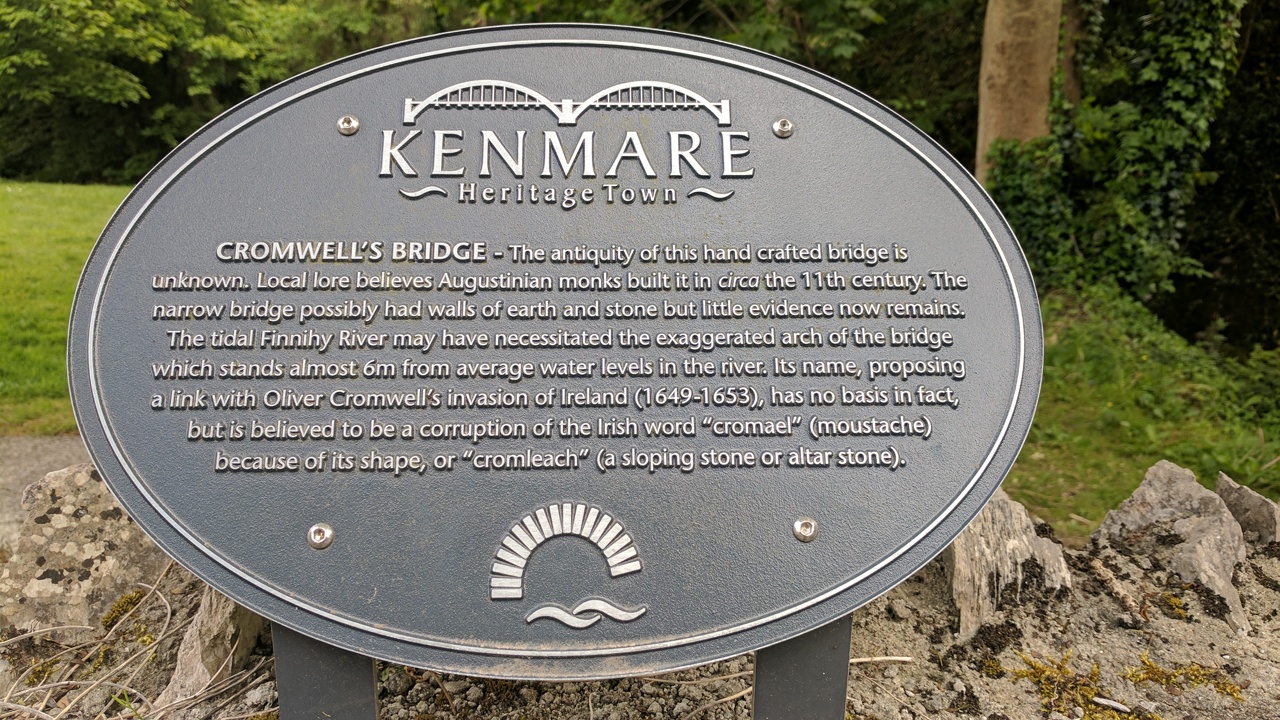 KENMARE
Heritage Town
CROMWELL'S BRIDGE - The antiquity of this hand crafted bridge is
unknown. Local lore believes Augustinian monks built it in circa the 11th century. The
narrow bridge possibly had walls of earth and stone but little evidence now remains.
The tidal Finnihy River may have necessitated the exaggerated arch of the bridge
which stands almost 6m from average water levels in the river. Its name, proposing
a link with Oliver Cromwell's invasion of Ireland (1649-1653), has no basis in fact,
but is believed to be a corruption of the Irish word “cromael” (moustache)
because of its shape, or “cromleach” (a sloping stone or altar stone).